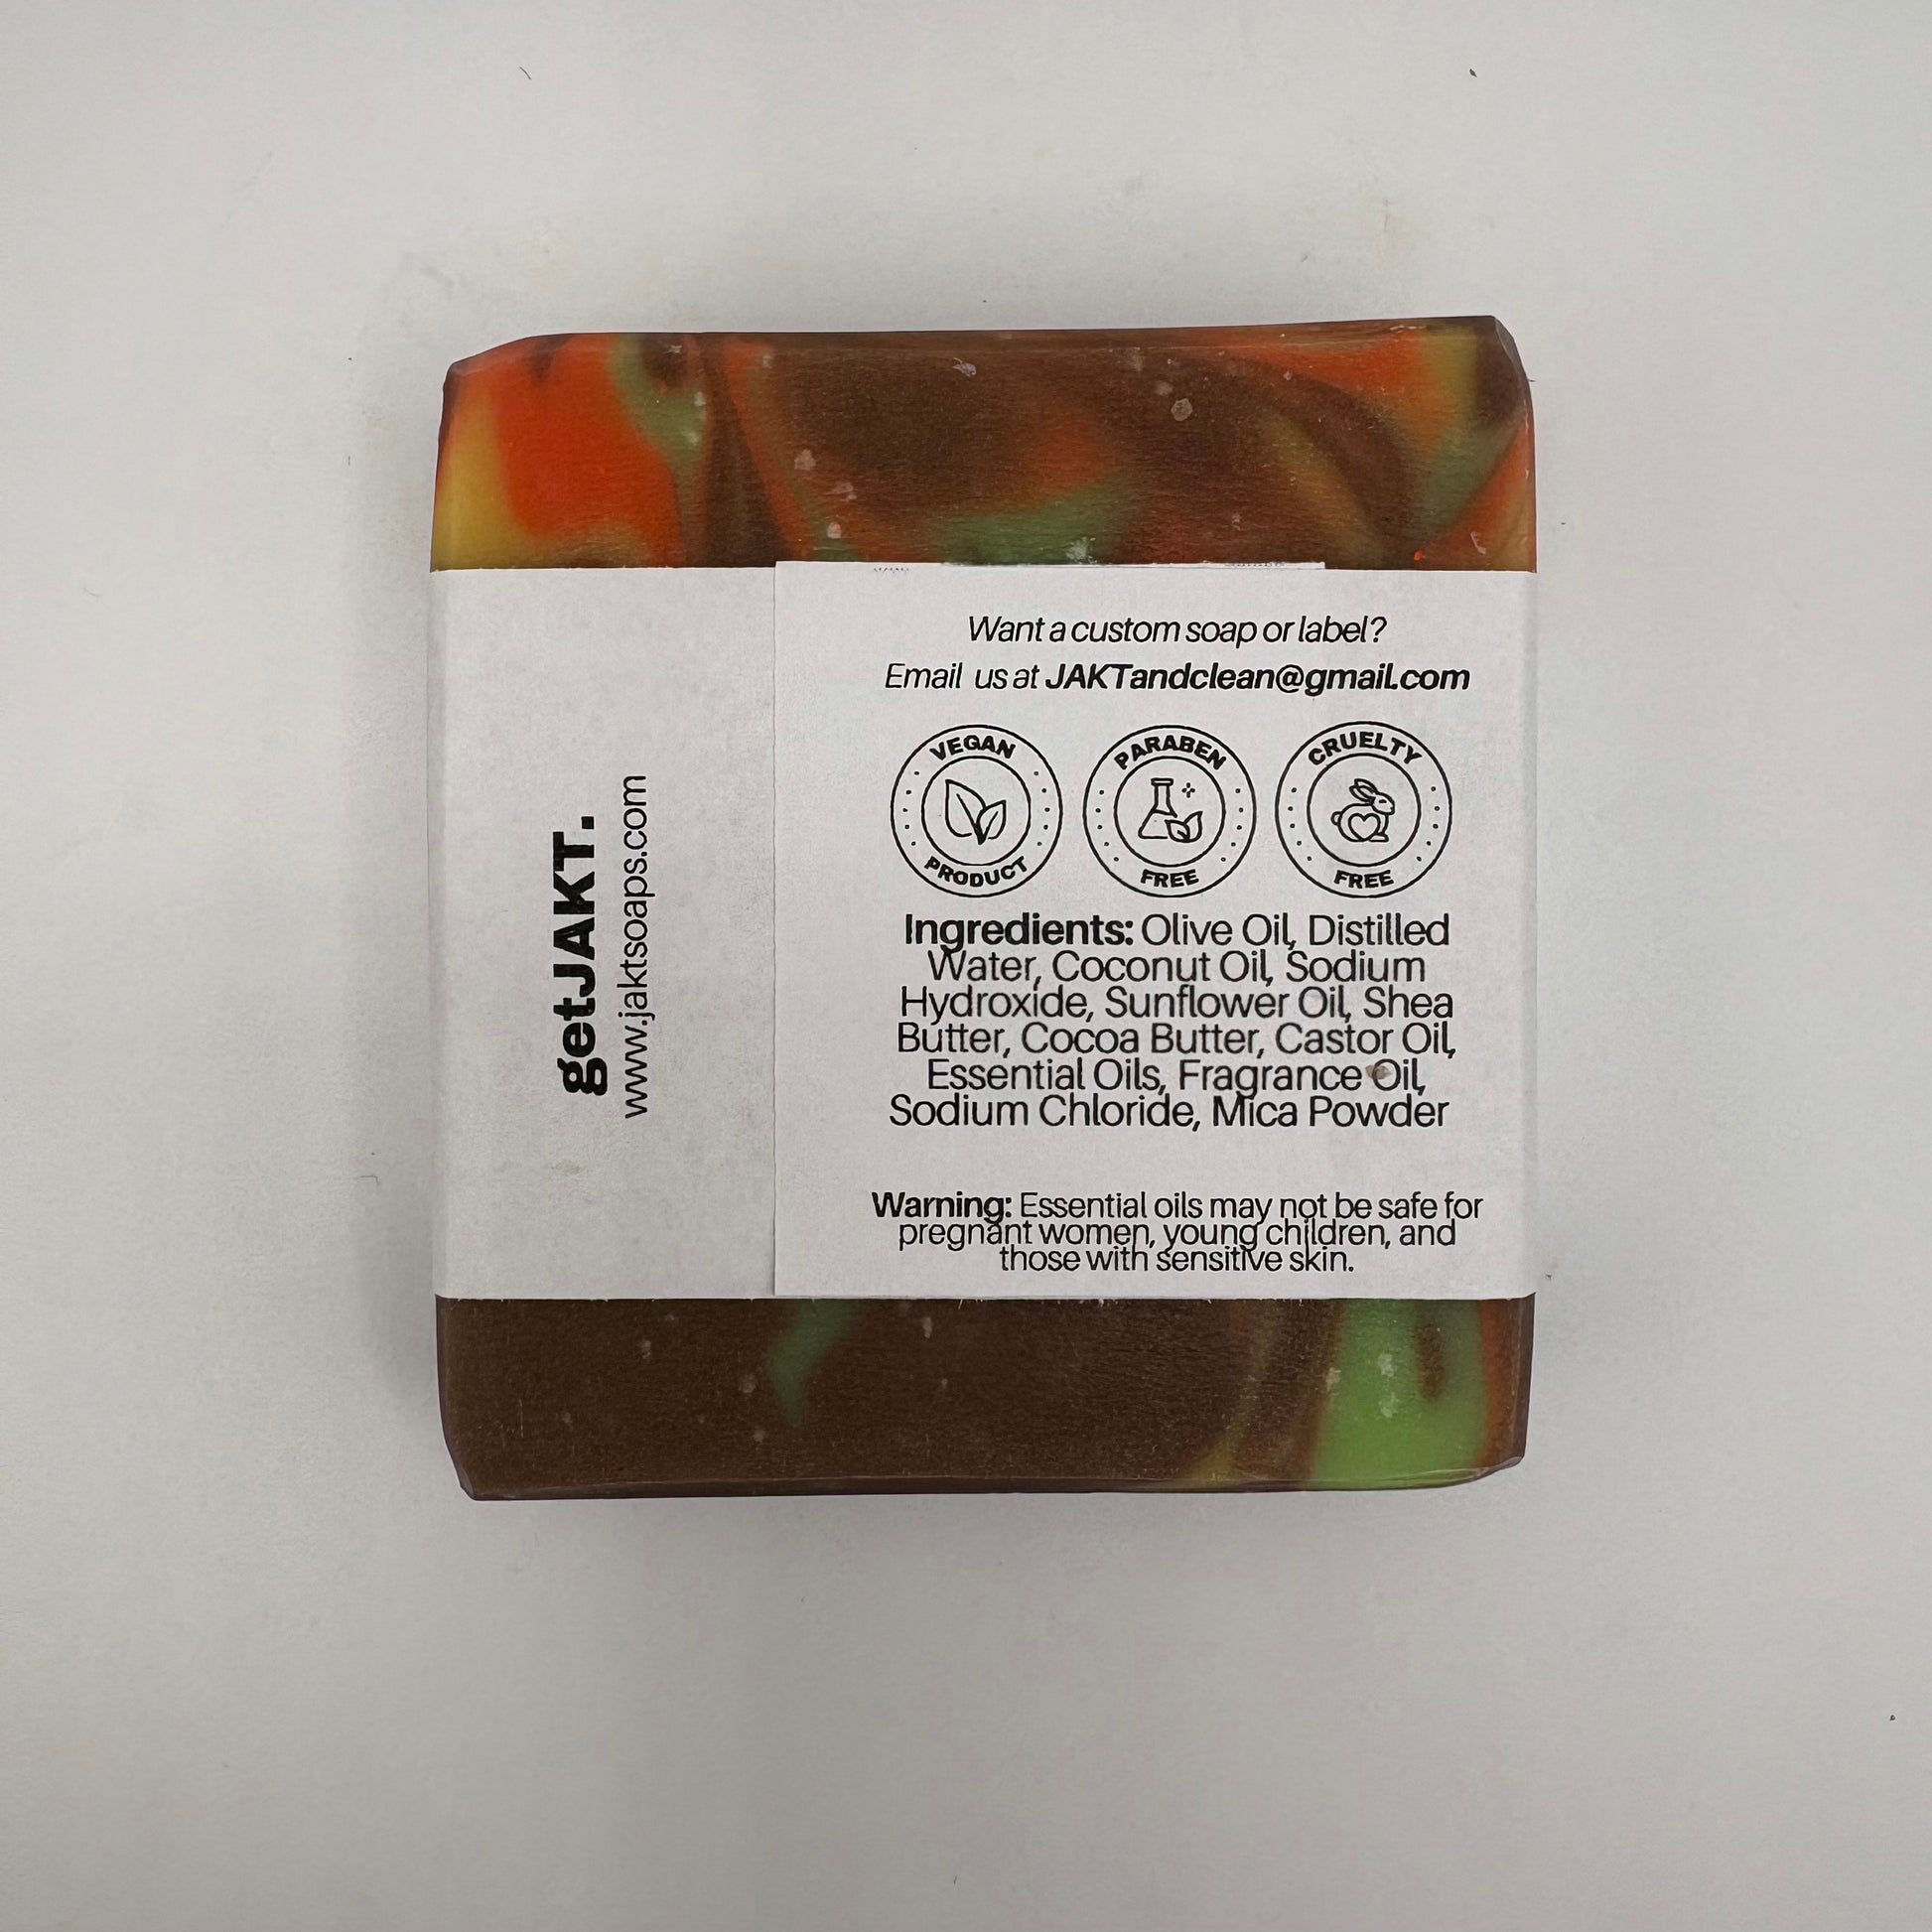 getJAKT.
www.jaktsoaps.com
Want a custom soap or label?
Email us at JAKTandclean@gmail.com
VEGAN
PRODUCT
PARABEN
FREE
CRUELTY
FREE
Ingredients: Olive Oil, Distilled
Water, Coconut Oil, Sodium
Hydroxide, Sunflower Oil, Shea
Butter, Cocoa Butter, Castor Oil,
Essential Oils, Fragrance Oil,
Sodium Chloride, Mica Powder
Warning: Essential oils may not be safe for
pregnant women, young children, and
those with sensitive skin.